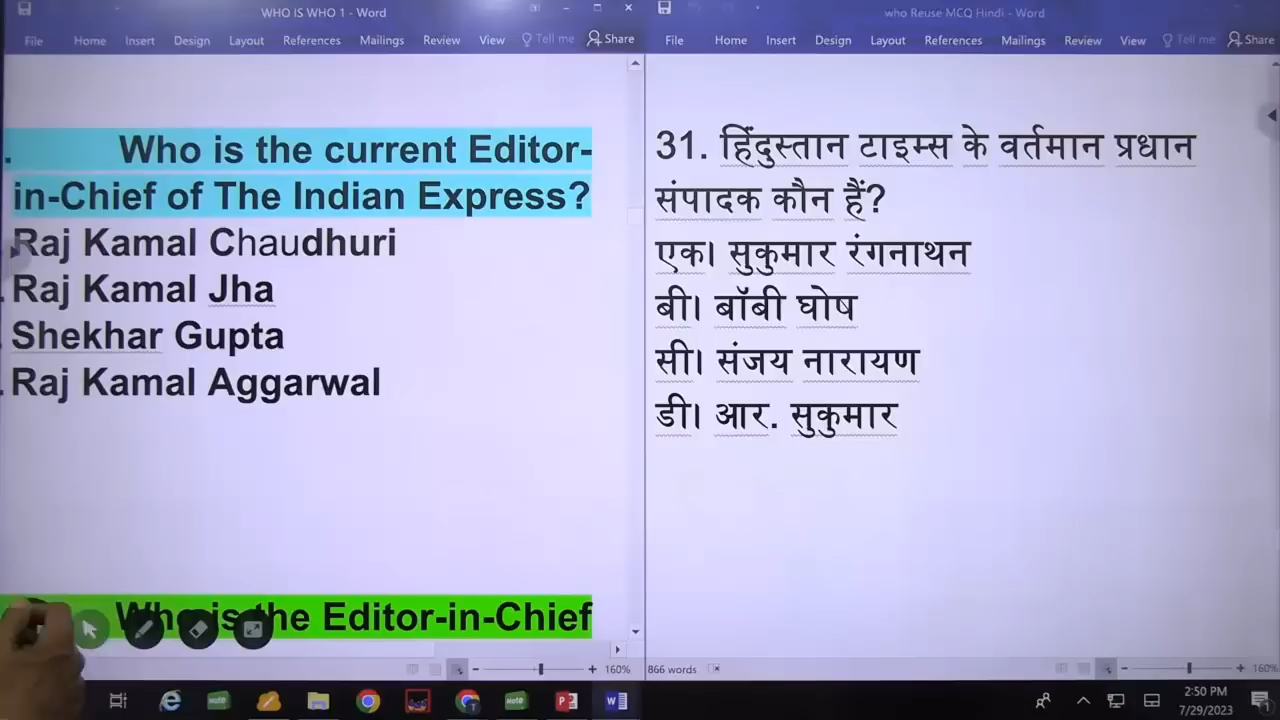 WHO IS WHO 1 - Word
File Home Insert Design Layout References Mailings Review View Tell me Share
. Who is the current Editor-
in-Chief of The Indian Express?
Raj Kamal Chaudhuri
Raj Kamal Jha
Shekhar Gupta
Raj Kamal Aggarwal
Who is the Editor-in-Chief
160%
who Reuse MCQ Hindi - Word
File Home Insert Design Layout References Mailings Review View Tell me Share
31. हिंदुस्तान टाइम्स के वर्तमान प्रधान
संपादक कौन हैं?
एक। सुकुमार रंगनाथन
बी। बॉबी घोष
सी। संजय नारायण
डी। आर. सुकुमार
866 words 160%
2:50 PM
7/29/2023